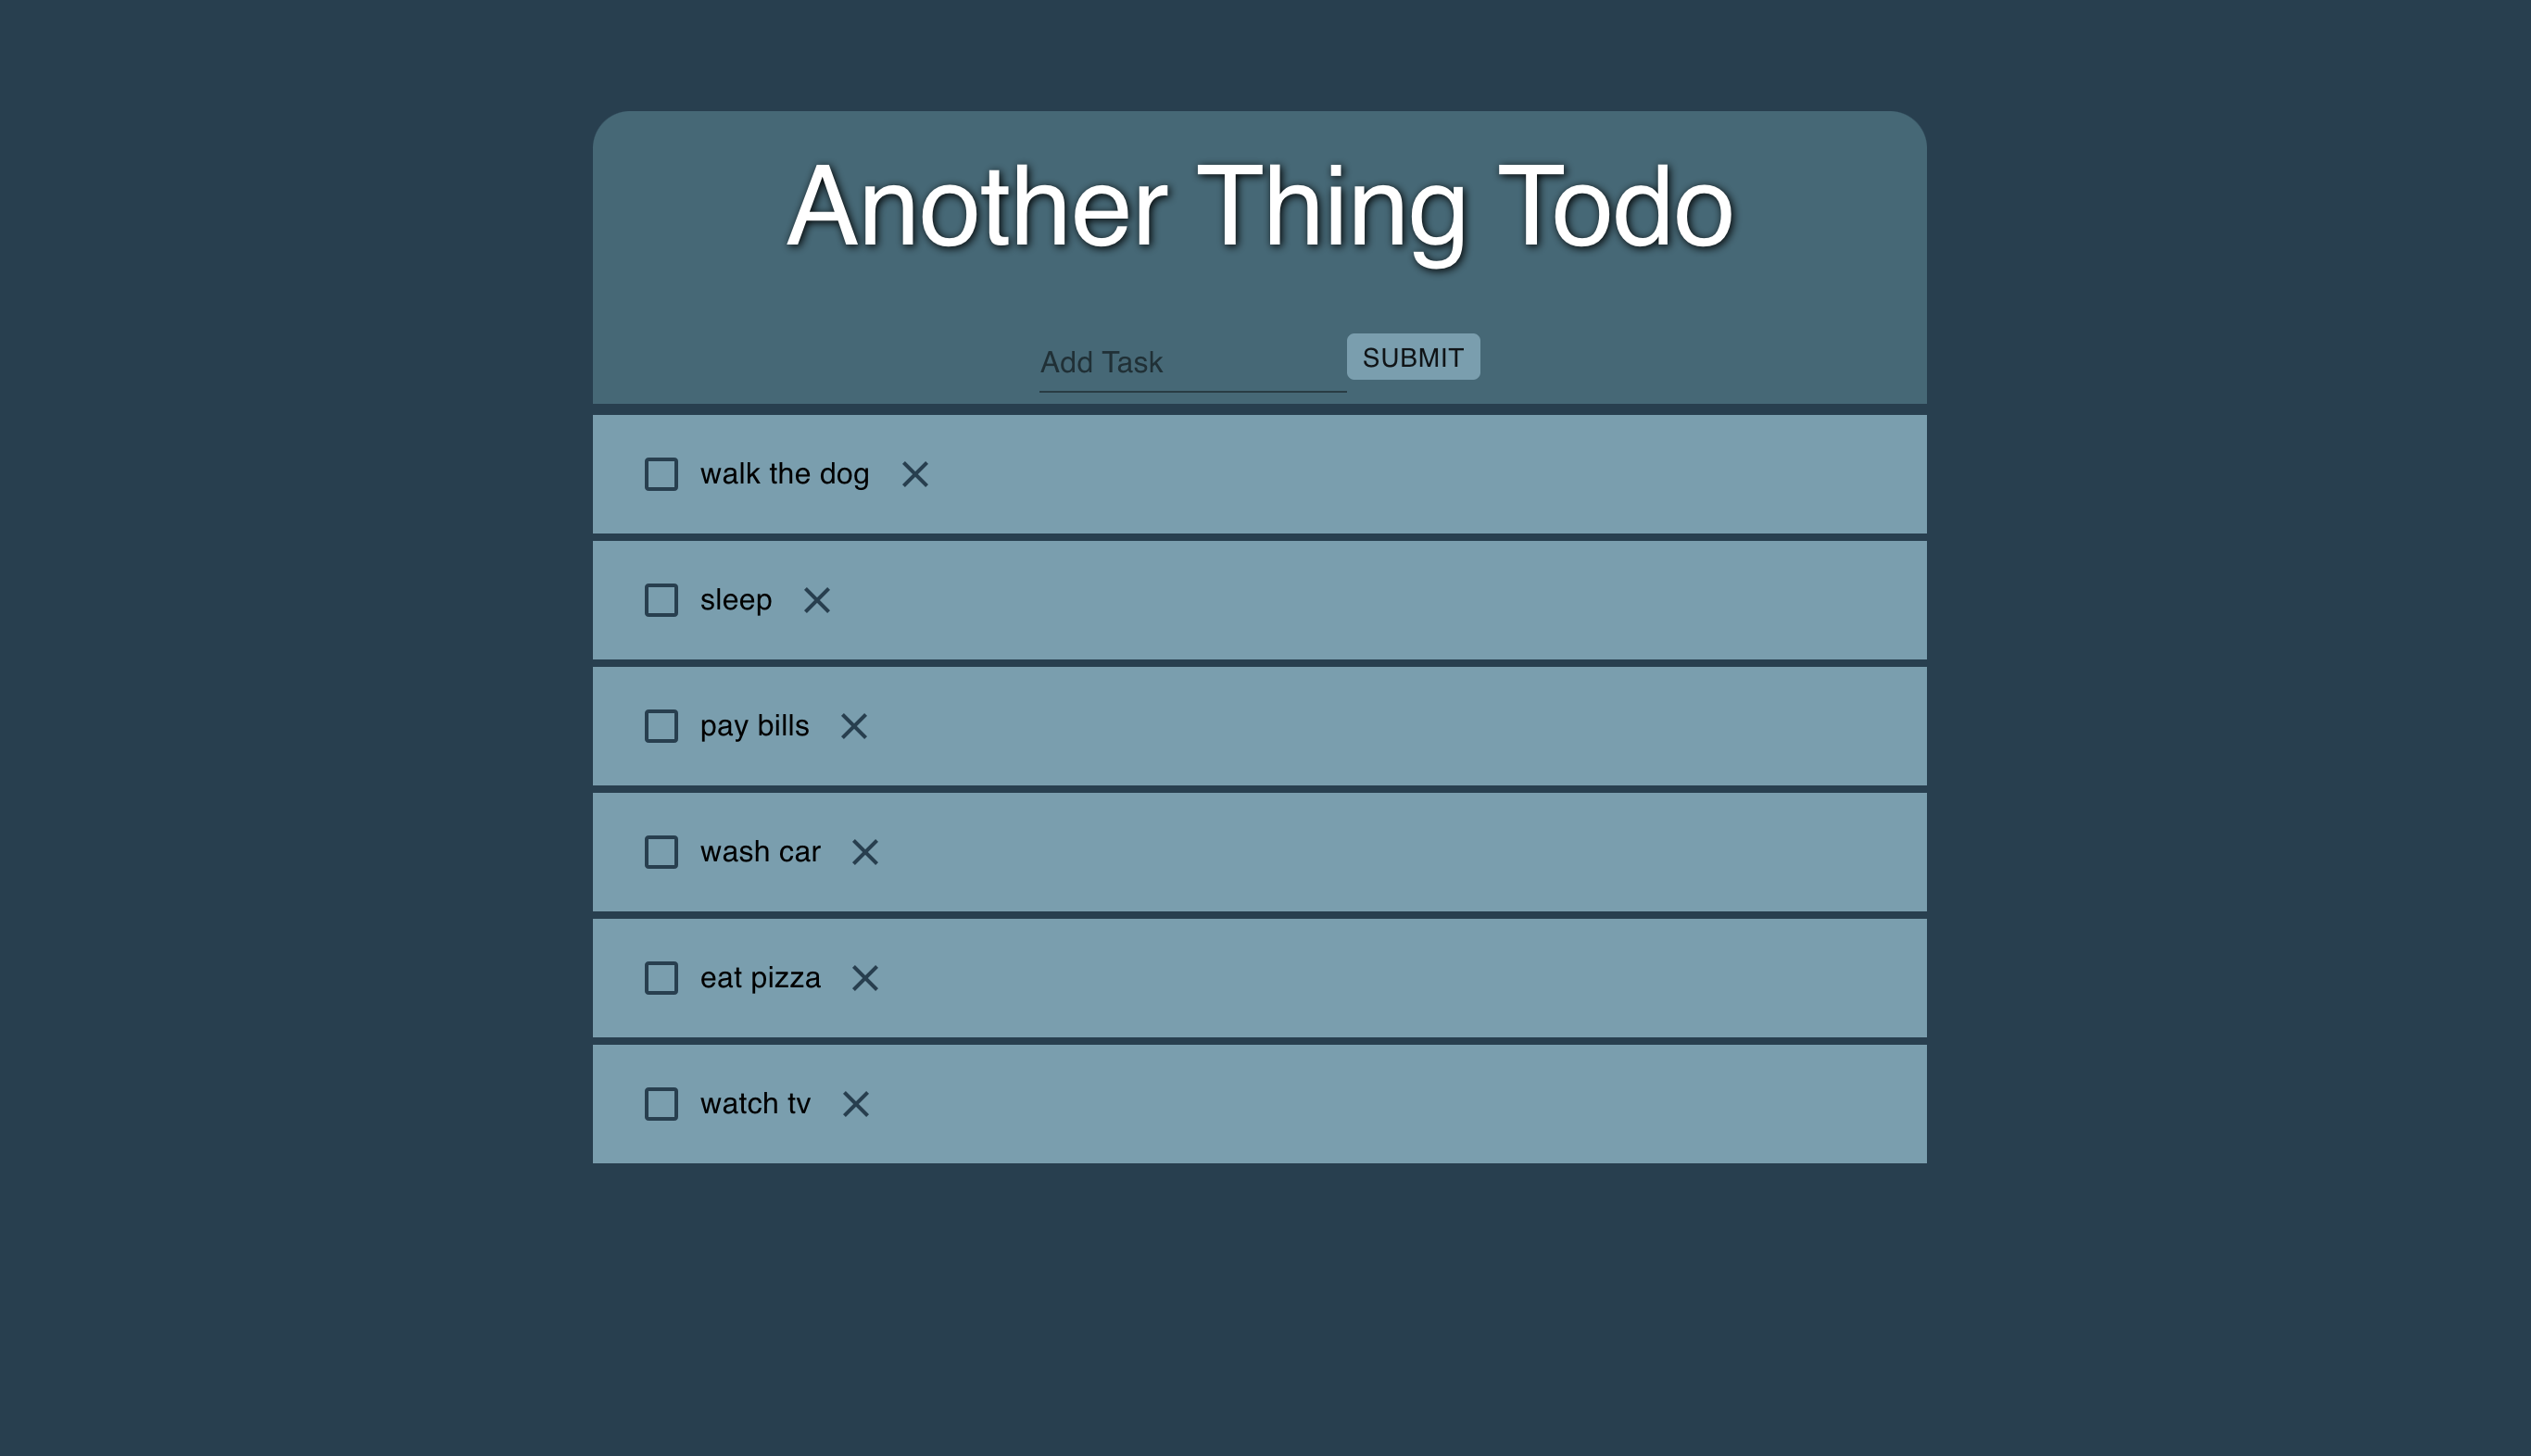 Another Thing Todo
Add Task
SUBMIT
walk the dog
sleep
pay bills
wash car
eat pizza
watch tv